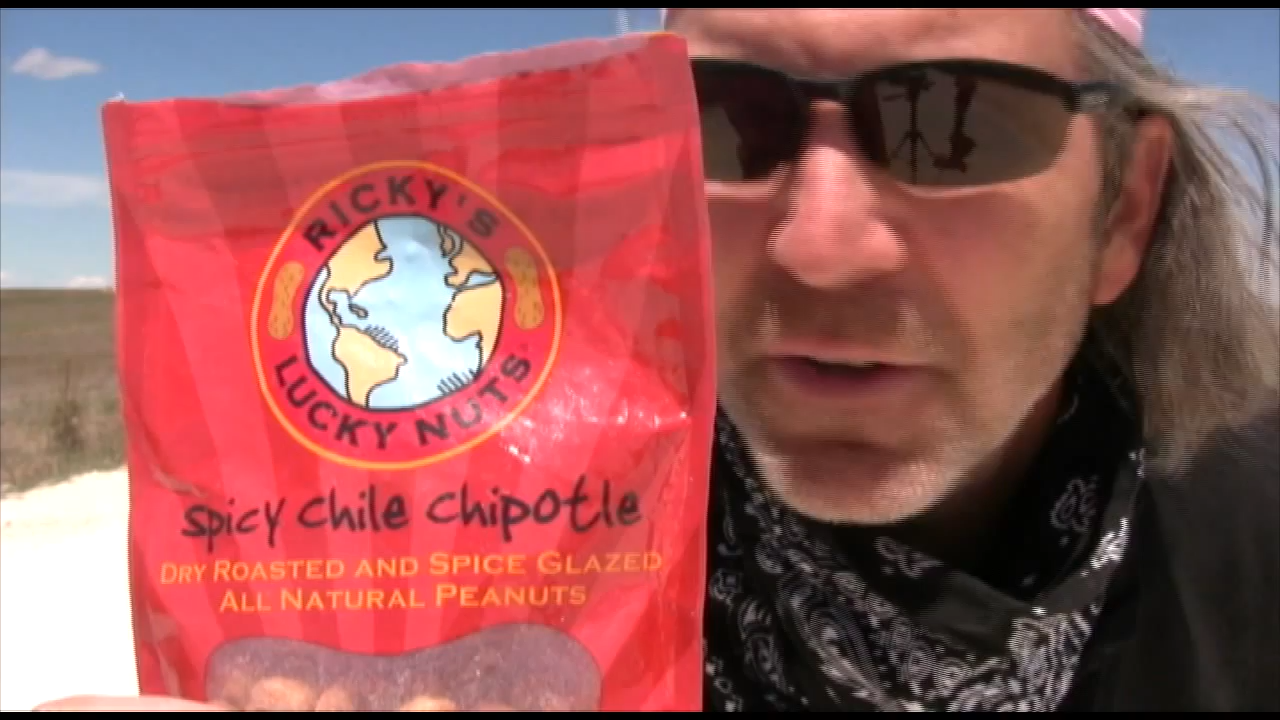 RICKY'S
LUCKY NUTS
spicy chile chipotle
DRY ROASTED AND SPICE GLAZED
ALL NATURAL PEANUTS